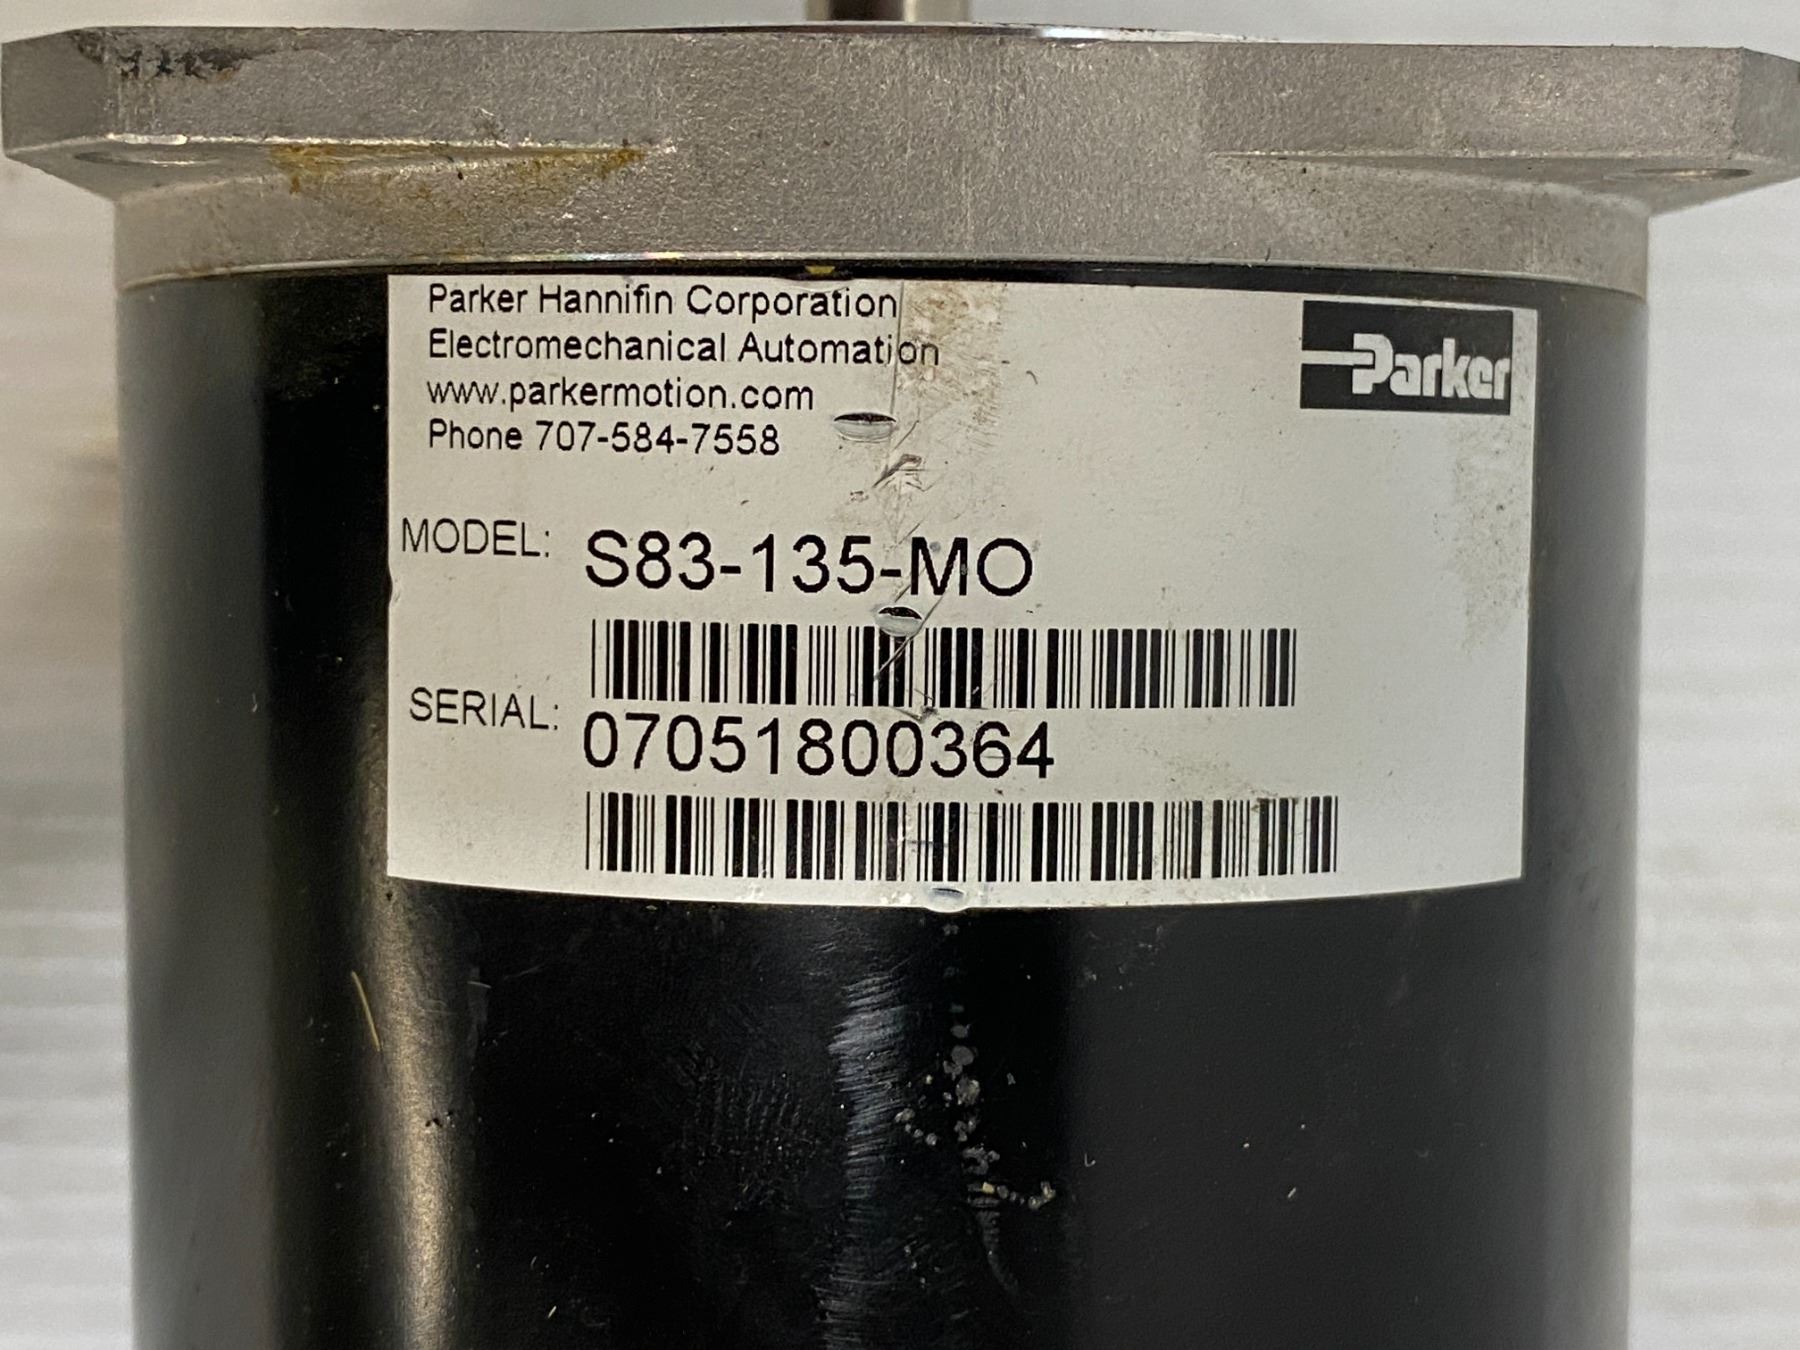 Parker Hannifin Corporation
Electromechanical Automation
www.parkermotion.com
Phone 707-584-7558
Parker
MODEL: S83-135-MO
SERIAL: 07051800364